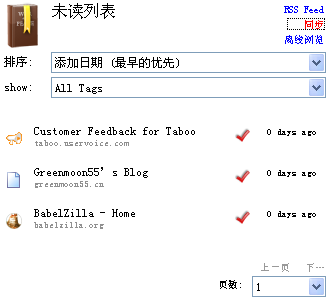 未读列表
RSS Feed
同步
离线浏览
排序: 添加日期 (最早的优先)
show: All Tags
Customer Feedback for Taboo
taboo.uservoice.com
0 days ago
Greenmoon55's Blog
greenmoon55.cn
0 days ago
BabelZilla - Home
babelzilla.org
0 days ago
上一页 下一
页数: 1